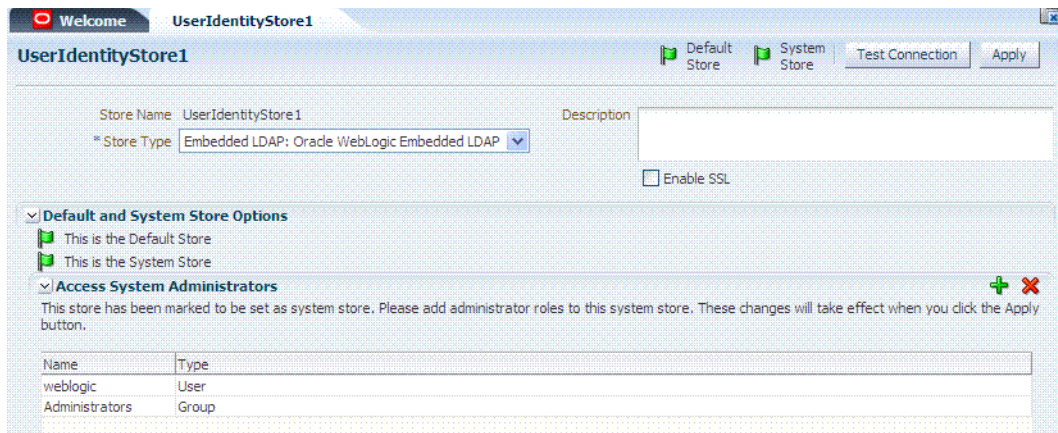 Welcome
UserIdentityStore1
UserIdentityStore1
Default Store
System Store
Test Connection
Apply
Store Name UserIdentityStore1
Description
* Store Type Embedded LDAP: Oracle WebLogic Embedded LDAP
Enable SSL
Default and System Store Options
This is the Default Store
This is the System Store
Access System Administrators
This store has been marked to be set as system store. Please add administrator roles to this system store. These changes will take effect when you click the Apply
button.
Name Type
weblogic User
Administrators Group